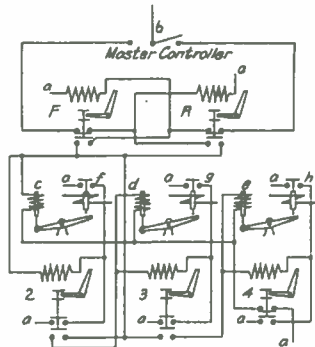 b
Master Controller
a a
F R
c a f d a g e a h
2 3 4
a a a
a